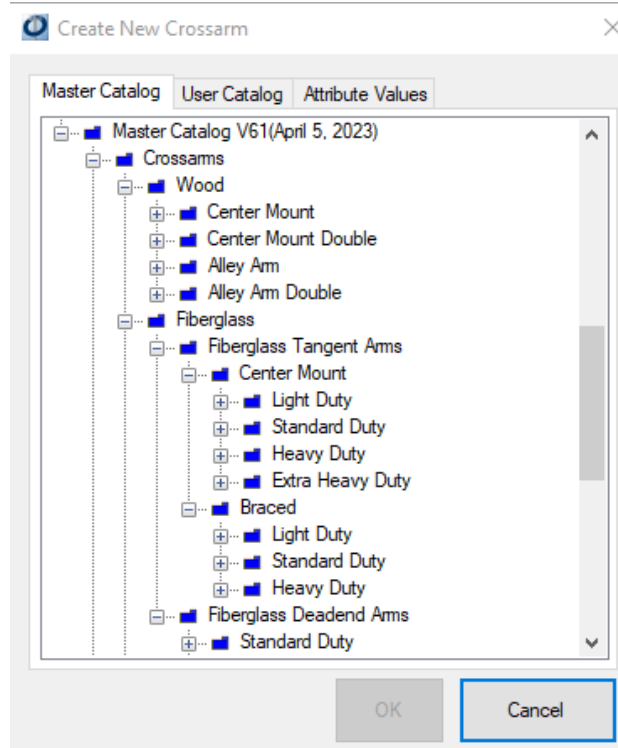 Create New Crossarm
Master Catalog User Catalog Attribute Values
Master Catalog V61(April 5, 2023)
Crossarms
Wood
Center Mount
Center Mount Double
Alley Arm
Alley Arm Double
Fiberglass
Fiberglass Tangent Arms
Center Mount
Light Duty
Standard Duty
Heavy Duty
Extra Heavy Duty
Braced
Light Duty
Standard Duty
Heavy Duty
Fiberglass Deadend Arms
Standard Duty
OK Cancel